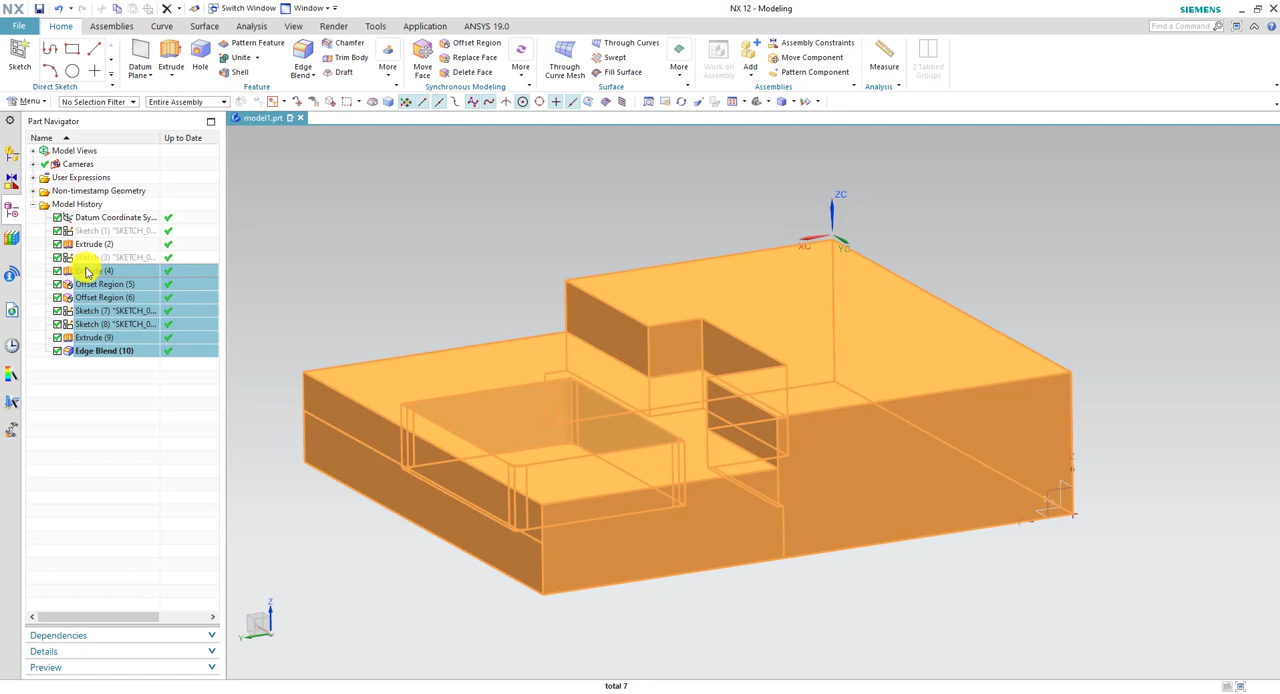 NX
Switch Window
Window
NX 12 - Modeling
SIEMENS
File
Home
Assemblies
Curve
Surface
Analysis
View
Render
Tools
Application
ANSYS 19.0
Find a Command
Sketch
Direct Sketch
Datum Plane
Extrude
Hole
Pattern Feature
Unite
Shell
Edge Blend
Chamfer
Trim Body
Draft
More
Feature
Move Face
Offset Region
Replace Face
Delete Face
More
Synchronous Modeling
Through Curve Mesh
Through Curves
Swept
Fill Surface
More
Surface
Work on Assembly
Add
Assembly Constraints
Move Component
Pattern Component
Assemblies
Measure
Analysis
2 Tabbed Groups
Menu
No Selection Filter
Entire Assembly
Part Navigator
model1.prt
Name
Up to Date
Model Views
Cameras
User Expressions
Non-timestamp Geometry
Model History
Datum Coordinate Sy...
Sketch (1) "SKETCH_0...
Extrude (2)
Sketch (3) "SKETCH_0...
(4)
Offset Region (5)
Offset Region (6)
Sketch (7) "SKETCH_0...
Sketch (8) "SKETCH_0...
Extrude (9)
Edge Blend (10)
ZC
XC
YC
Z
Y
Dependencies
Details
Preview
total 7